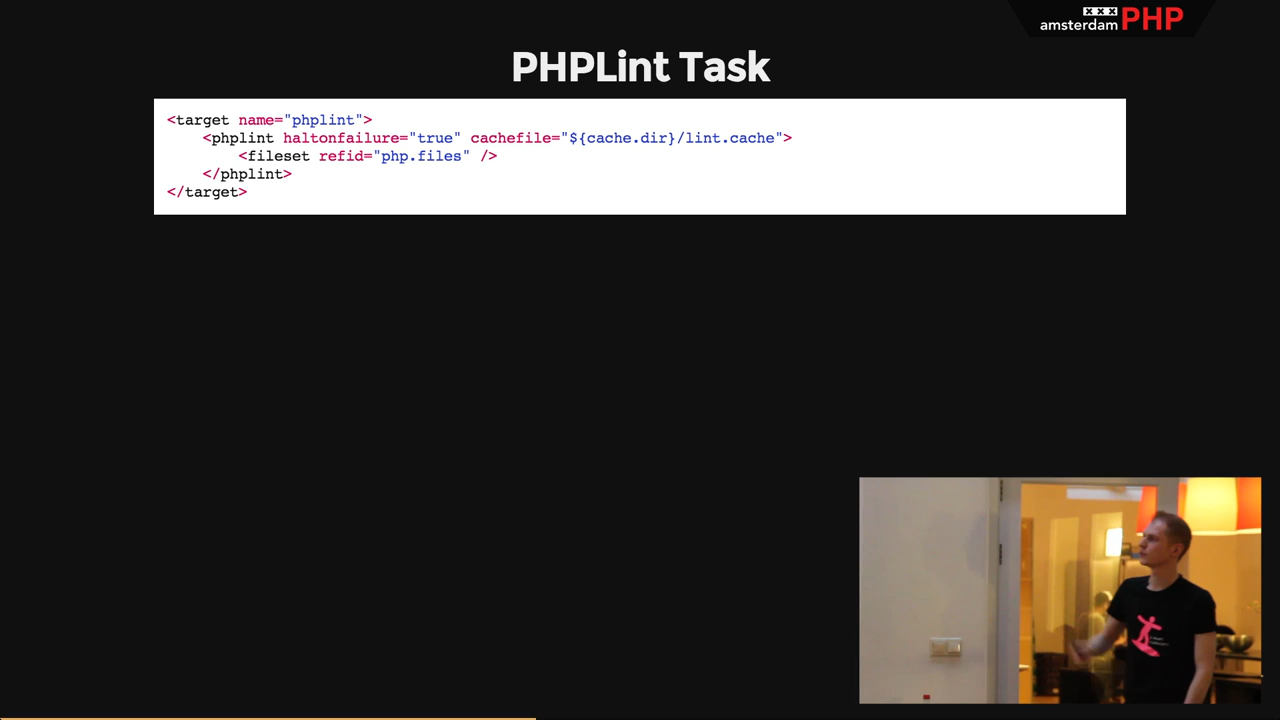 amsterdamPHP
PHPLint Task
<target name="phplint">
    <phplint haltonfailure="true" cachefile="${cache.dir}/lint.cache">
        <fileset refid="php.files" />
    </phplint>
</target>